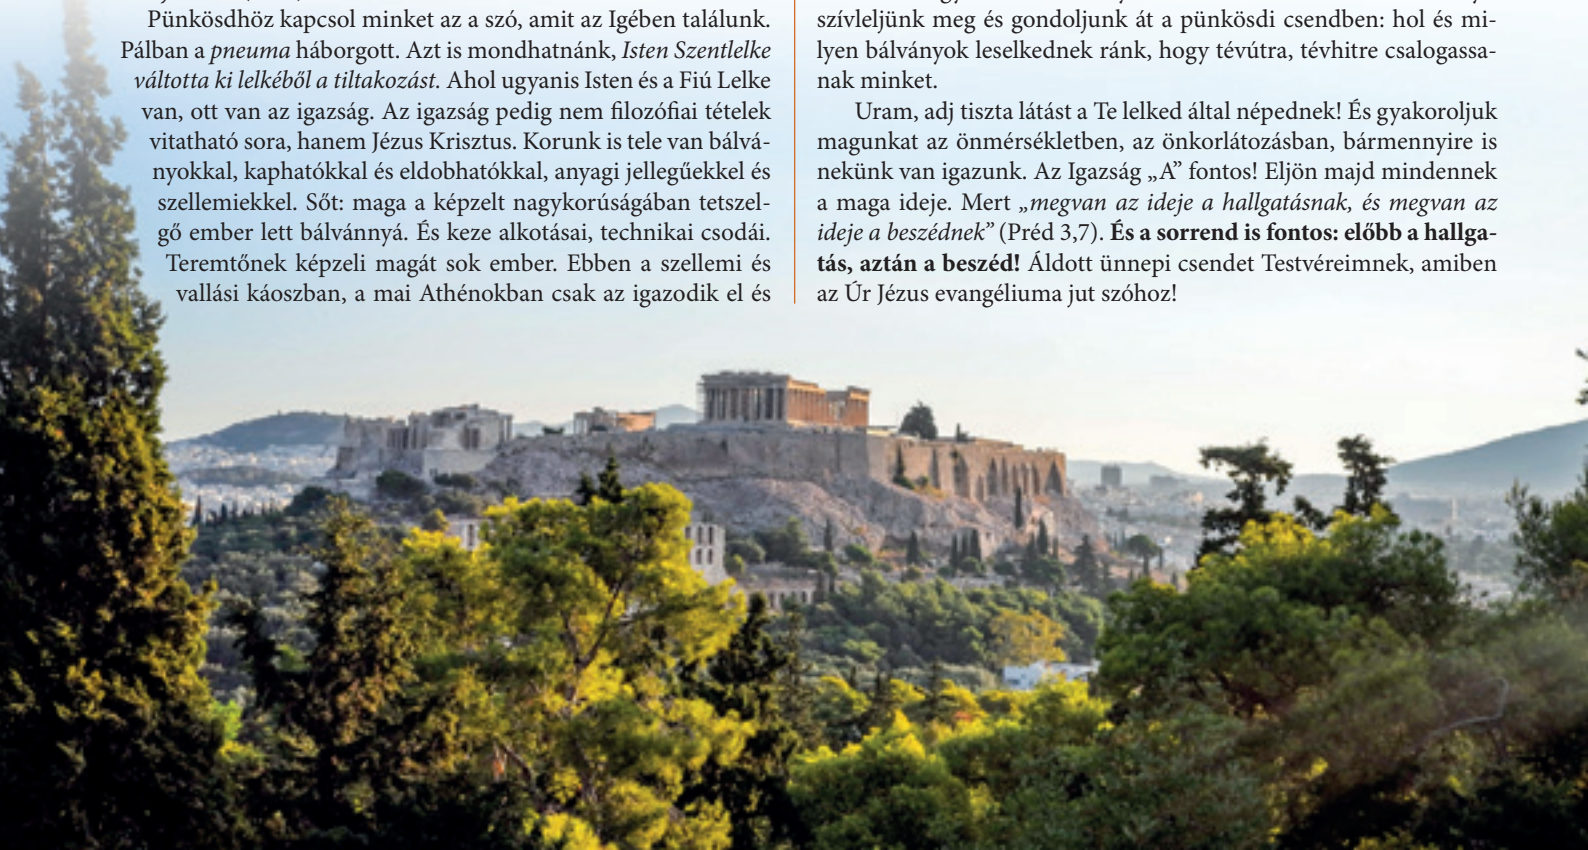 Pünkösdhöz kapcsol minket az a szó, amit az Igében találunk.
Pálban a pneuma háborgott. Azt is mondhatnánk, Isten Szentlelke
váltotta ki lelkéből a tiltakozást. Ahol ugyanis Isten és a Fiú Lelke
van, ott van az igazság. Az igazság pedig nem filozófiai tételek
vitatható sora, hanem Jézus Krisztus. Korunk is tele van bálvá-
nyokkal, kaphatókkal és eldobhatókkal, anyagi jellegűekkel és
szellemiekkel. Sőt: maga a képzelt nagykorúságában tetszel-
gő ember lett bálvánnyá. És keze alkotásai, technikai csodái.
Teremtőnek képzeli magát sok ember. Ebben a szellemi és
vallási káoszban, a mai Athénokban csak az igazodik el és
szívleljünk meg és gondoljunk át a pünkösdi csendben: hol és mi-
lyen bálványok leselkednek ránk, hogy tévútra, tévhitre csalogassa-
nak minket.
Uram, adj tiszta látást a Te lelked által népednek! És gyakoroljuk
magunkat az önmérsékletben, az önkorlátozásban, bármennyire is
nekünk van igazunk. Az Igazság „A” fontos! Eljön majd mindennek
a maga ideje. Mert „megvan az ideje a hallgatásnak, és megvan az
ideje a beszédnek” (Préd 3,7). És a sorrend is fontos: előbb a hallga-
tás, aztán a beszéd! Áldott ünnepi csendet Testvéreimnek, amiben
az Úr Jézus evangéliuma jut szóhoz!